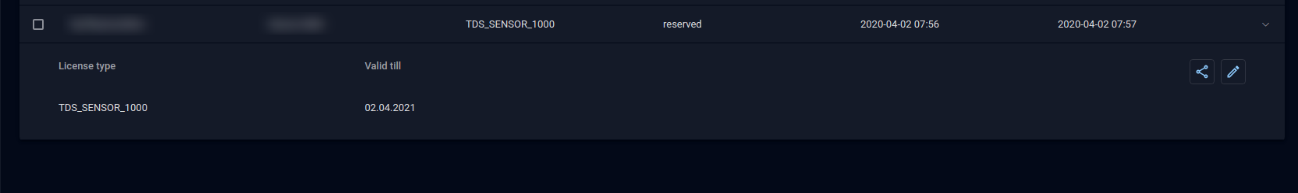 TDS_SENSOR_1000 reserved 2020-04-02 07:56 2020-04-02 07:57
License type Valid till
TDS_SENSOR_1000 02.04.2021